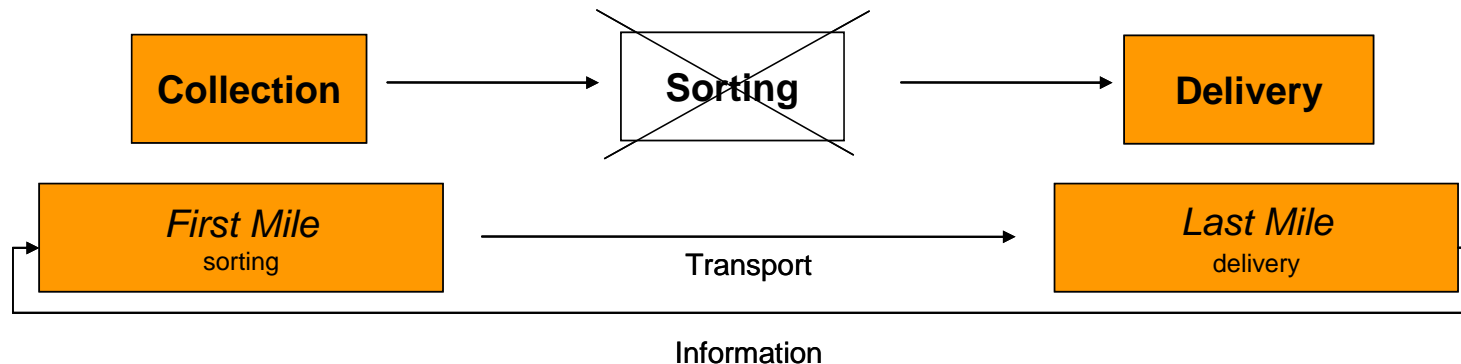 Collection
Sorting
Delivery
First Mile
sorting
Transport
Last Mile
delivery
Information